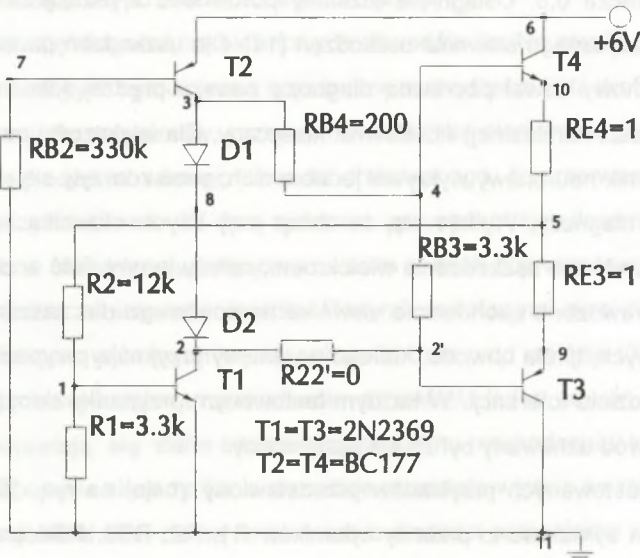 6
+6V
7
T2
T4
3
10
RB4=200
RE4=1
RB2=330k
D1
4
8
5
RB3=3.3k
R2=12k
RE3=1
D2
2
2'
9
R22'=0
1
T1
T3
R1=3.3k
T1=T3=2N2369
T2=T4=BC177
11